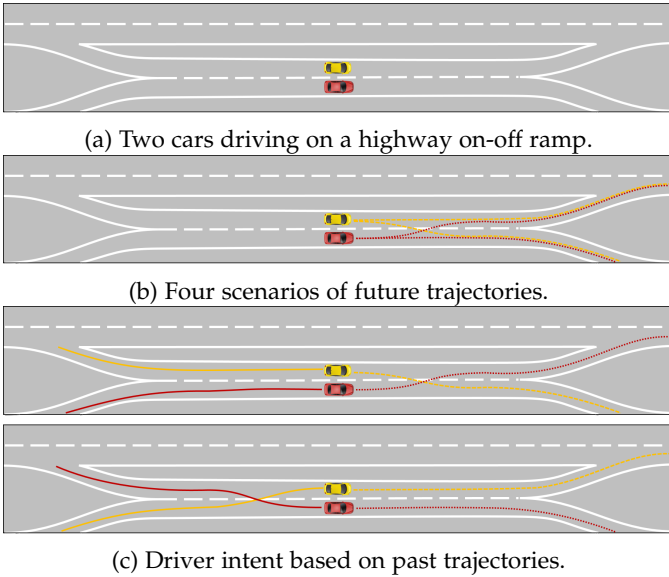 (a) Two cars driving on a highway on-off ramp.
(b) Four scenarios of future trajectories.
(c) Driver intent based on past trajectories.